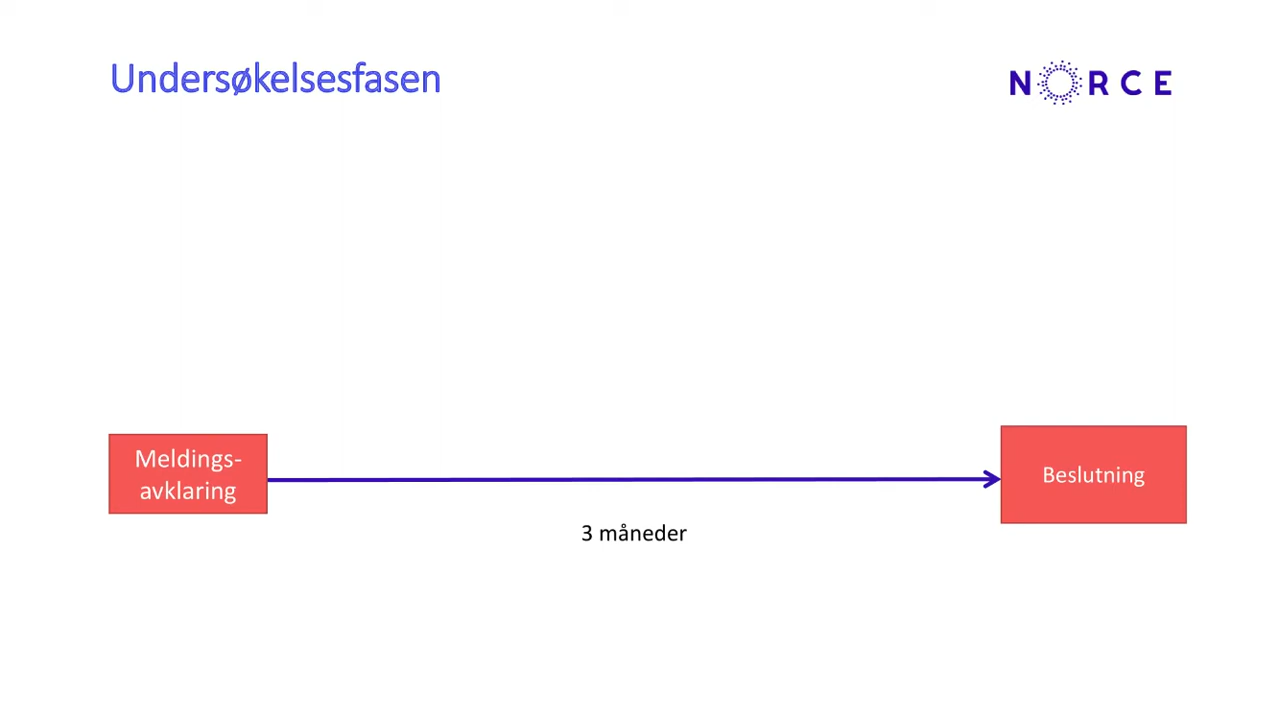 Undersøkelsesfasen
NORCE
Meldings-
avklaring
Beslutning
3 måneder